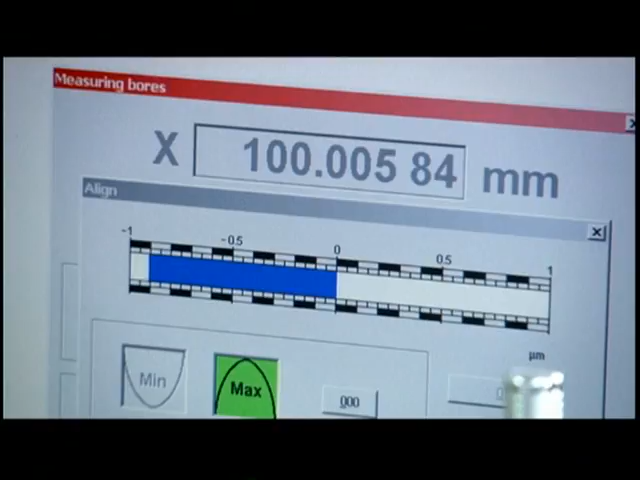 Measuring bores
X 100.005 84 mm
Align
-1 -0.5 0 0.5 1
µm
Min Max 000